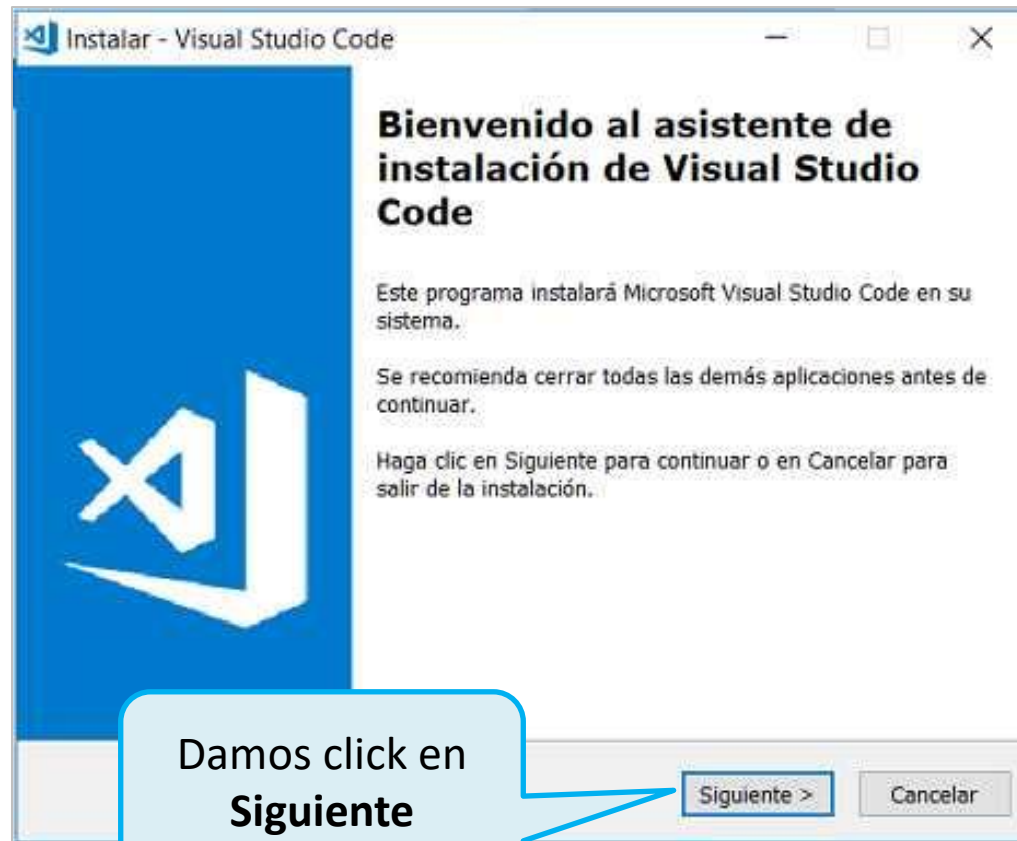 Instalar - Visual Studio Code
Bienvenido al asistente de
instalación de Visual Studio
Code
Este programa instalará Microsoft Visual Studio Code en su
sistema.
Se recomienda cerrar todas las demás aplicaciones antes de
continuar.
Haga clic en Siguiente para continuar o en Cancelar para
salir de la instalación.
Damos click en
Siguiente
Siguiente >
Cancelar